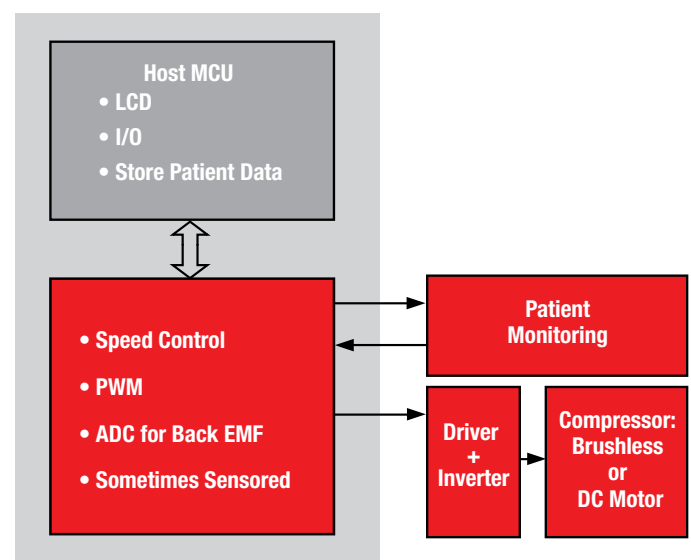 Host MCU
• LCD
• I/O
• Store Patient Data
• Speed Control
• PWM
• ADC for Back EMF
• Sometimes Sensored
Patient
Monitoring
Driver
+
Inverter
Compressor:
Brushless
or
DC Motor